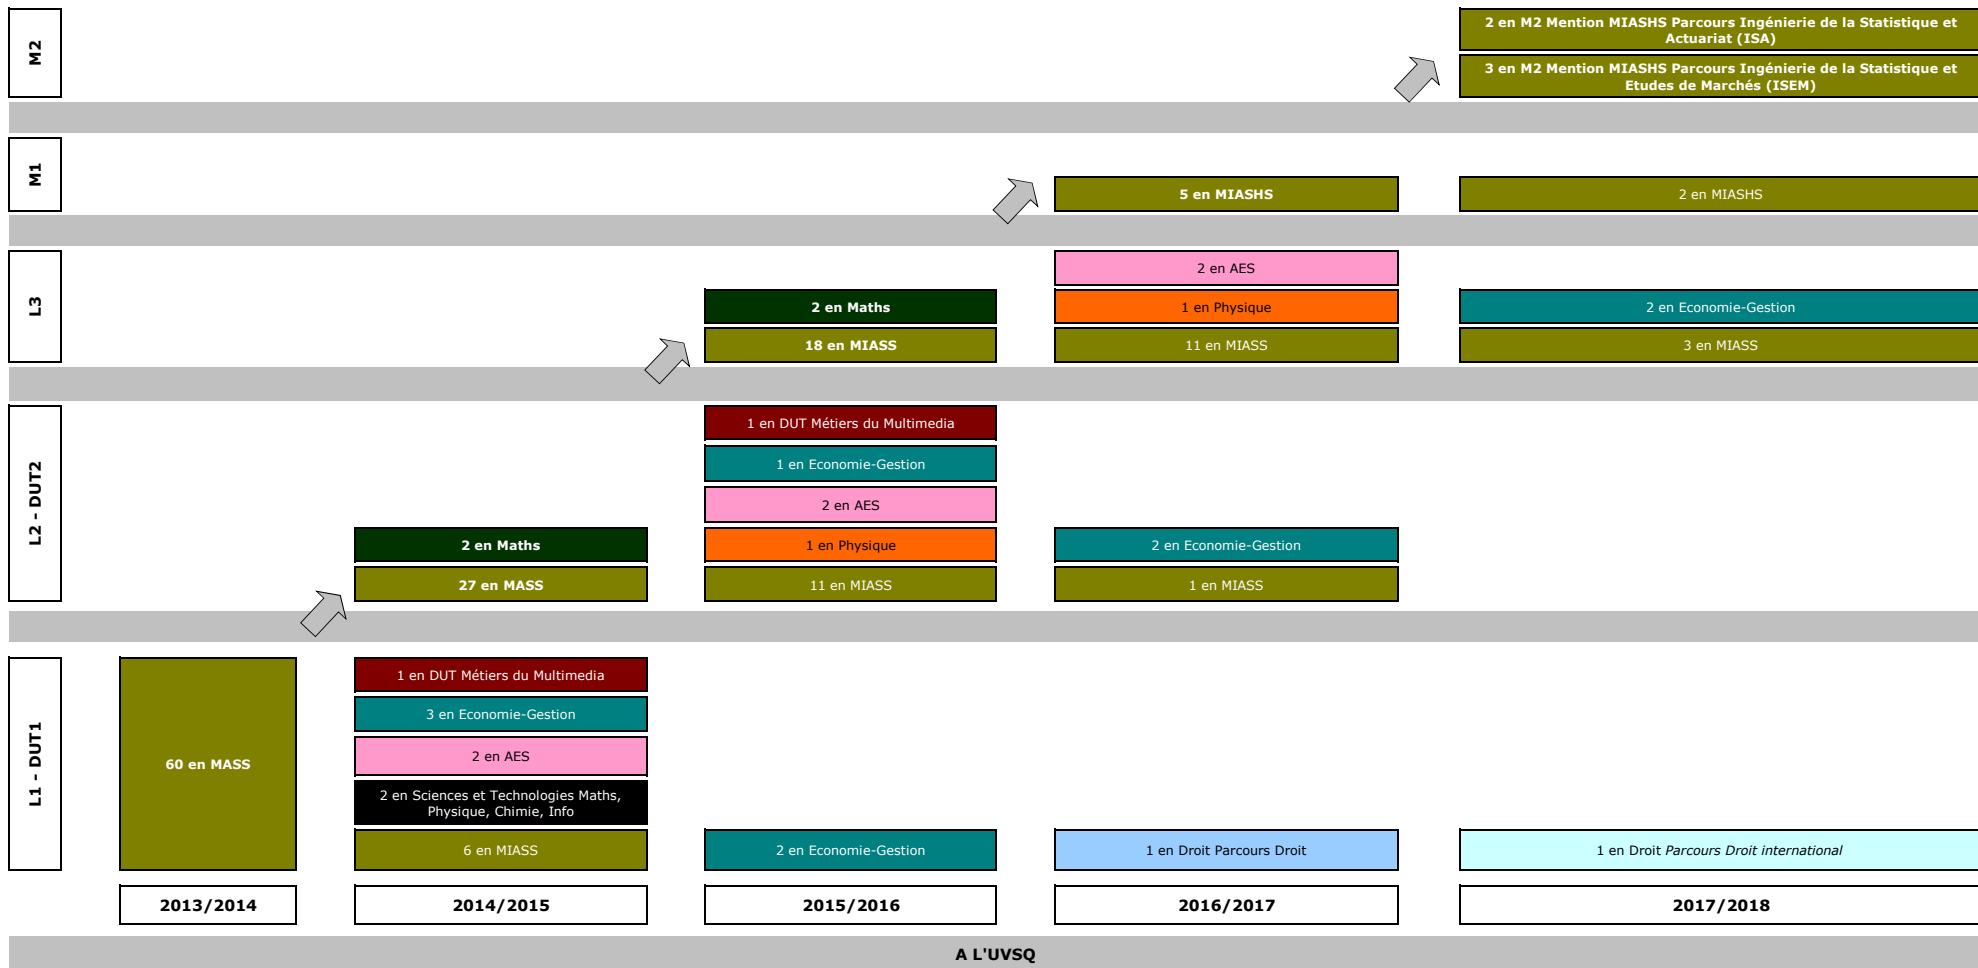 M2
2 en M2 Mention MIASHS Parcours Ingénierie de la Statistique et
Actuariat (ISA)
3 en M2 Mention MIASHS Parcours Ingénierie de la Statistique et
Etudes de Marchés (ISEM)
M1
5 en MIASHS
2 en MIASHS
L3
2 en AES
2 en Maths
1 en Physique
2 en Economie-Gestion
18 en MIASS
11 en MIASS
3 en MIASS
L2 - DUT2
1 en DUT Métiers du Multimedia
1 en Economie-Gestion
2 en AES
2 en Maths
1 en Physique
2 en Economie-Gestion
27 en MASS
11 en MIASS
1 en MIASS
L1 - DUT1
60 en MASS
1 en DUT Métiers du Multimedia
3 en Economie-Gestion
2 en AES
2 en Sciences et Technologies Maths,
Physique, Chimie, Info
6 en MIASS
2 en Economie-Gestion
1 en Droit Parcours Droit
1 en Droit Parcours Droit international
2013/2014
2014/2015
2015/2016
2016/2017
2017/2018
A L'UVSQ